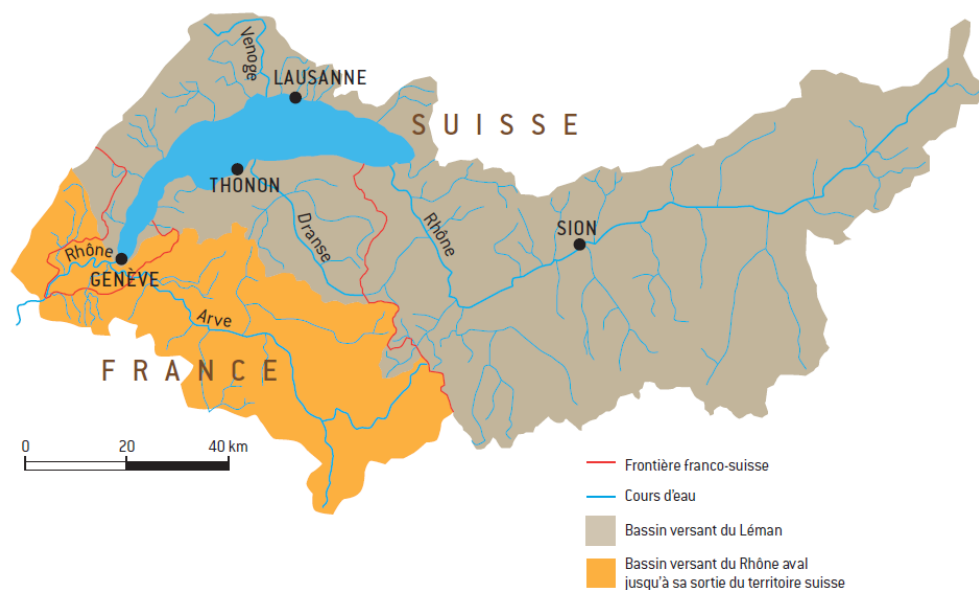 Venoge
LAUSANNE
SUISSE
THONON
Dranse
Rhône
SION
Rhône
GENÈVE
Arve
FRANCE
0 20 40 km
Frontière franco-suisse
Cours d'eau
Bassin versant du Léman
Bassin versant du Rhône aval
jusqu'à sa sortie du territoire suisse